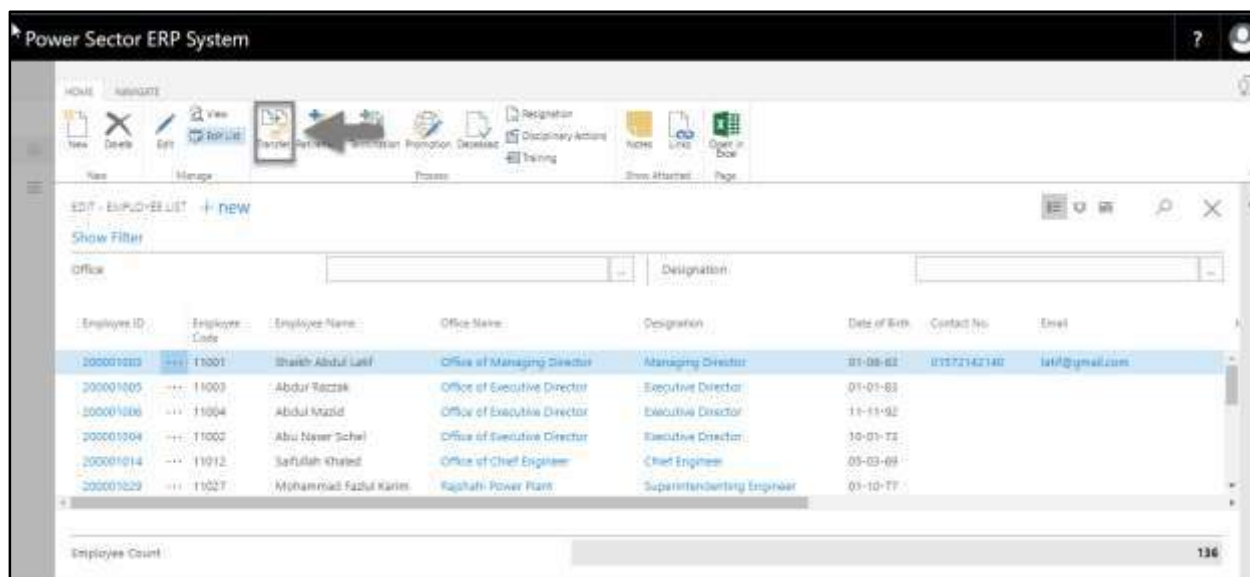 Power Sector ERP System ?
HOME NAVIGATE
New Delete Edit View Transfer Promotion Deceased Resignation Notes Links Open in Excel
Disciplinary Actions
Training
New Manage Process Show Attached Page
EDIT - EMPLOYEE LIST + new
Show Filter
Office ... Designation ...
Employee ID Employee Code Employee Name Office Name Designation Date of Birth Contact No. Email
200001003 ... 11001 Shaikh Abdul Latif Office of Managing Director Managing Director 01572142140 latif@gmail.com
200001005 ... 11003 Abdur Razzak Office of Executive Director Executive Director 01-01-83
200001006 ... 11004 Abdul Mazid Office of Executive Director Executive Director 11-11-92
200001004 ... 11002 Abu Naser Sohel Office of Executive Director Executive Director 10-01-73
200001014 ... 11012 Saifullah Khaled Office of Chief Engineer Chief Engineer 05-03-69
200001029 ... 11027 Mohammad Fazlul Karim Rajshahi Power Plant Superintendenting Engineer 01-10-77
Employee Count 136